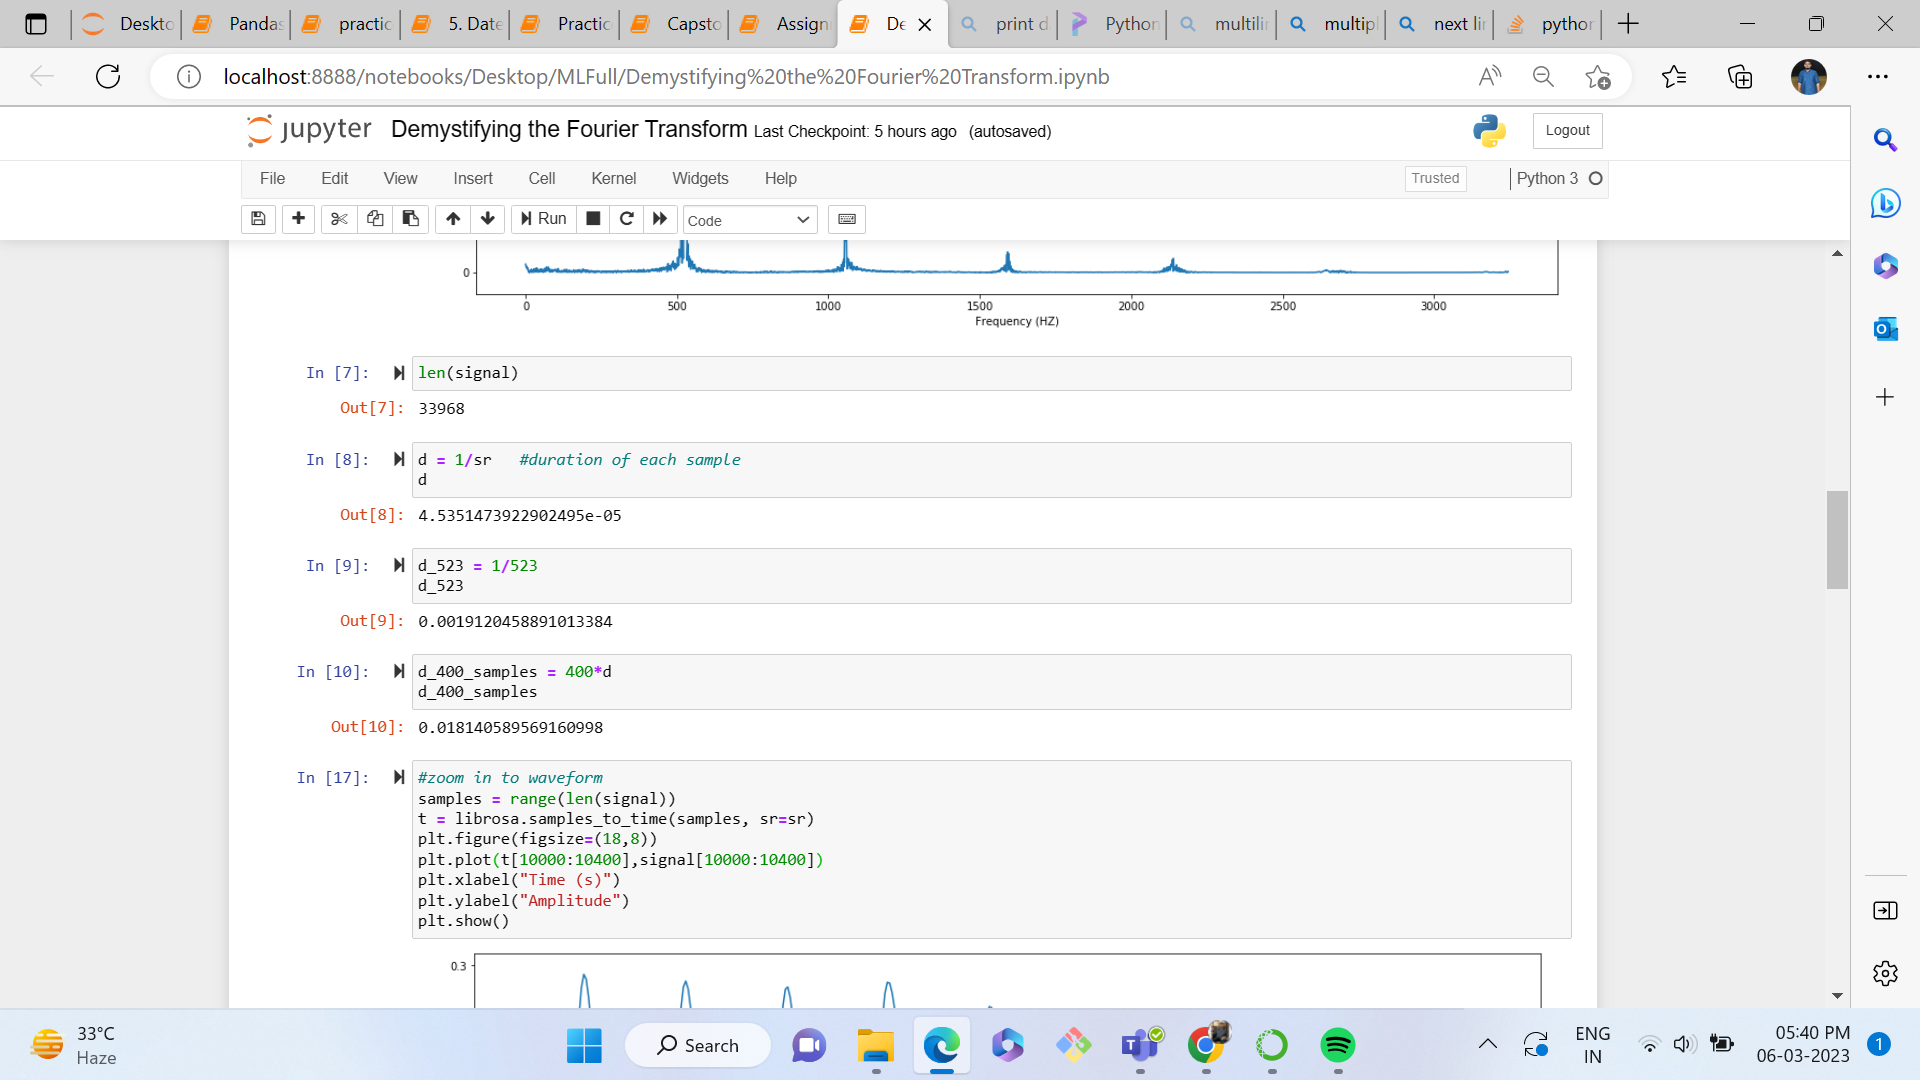 Deskto
Pandas
practic
5. Date
Practic
Capsto
Assign
De
print d
Python
multilin
multipl
next lin
python
localhost:8888/notebooks/Desktop/MLFull/Demystifying%20the%20Fourier%20Transform.ipynb
jupyter Demystifying the Fourier Transform Last Checkpoint: 5 hours ago (autosaved)
Logout
File Edit View Insert Cell Kernel Widgets Help
Trusted
Python 3
Run
Code
0
0 500 1000 1500 2000 2500 3000
Frequency (HZ)
In [7]: len(signal)
Out[7]: 33968
In [8]: d = 1/sr #duration of each sample
d
Out[8]: 4.5351473922902495e-05
In [9]: d_523 = 1/523
d_523
Out[9]: 0.0019120458891013384
In [10]: d_400_samples = 400*d
d_400_samples
Out[10]: 0.018140589569160998
In [17]: #zoom in to waveform
samples = range(len(signal))
t = librosa.samples_to_time(samples, sr=sr)
plt.figure(figsize=(18,8))
plt.plot(t[10000:10400],signal[10000:10400])
plt.xlabel("Time (s)")
plt.ylabel("Amplitude")
plt.show()
0.3
33°C
Haze
Search
ENG
IN
05:40 PM
06-03-2023
1